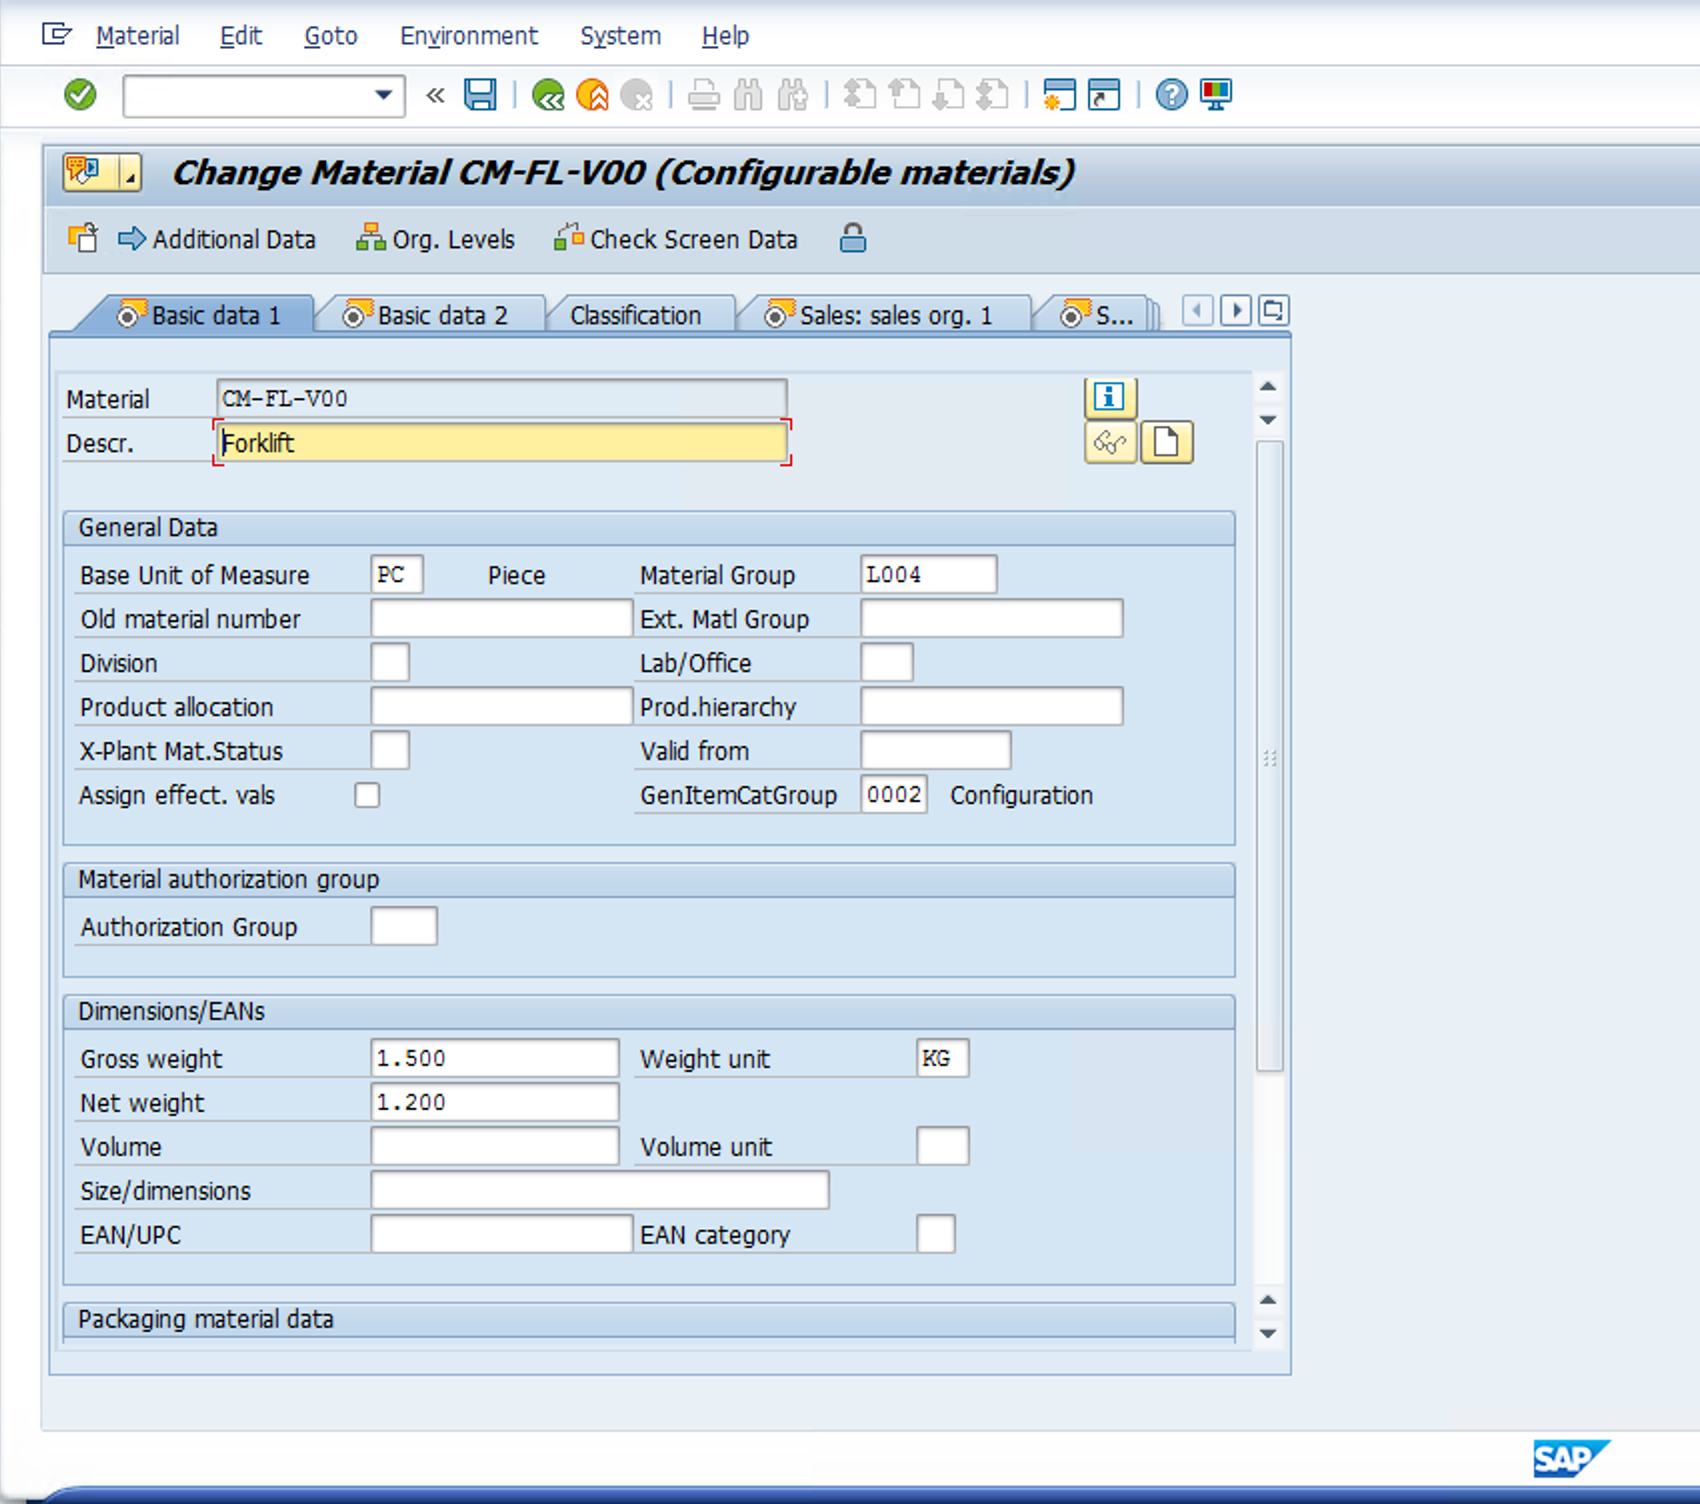 Material Edit Goto Environment System Help
Change Material CM-FL-V00 (Configurable materials)
Additional Data Org. Levels Check Screen Data
Basic data 1 Basic data 2 Classification Sales: sales org. 1 S...
Material CM-FL-V00
Descr. Forklift
General Data
Base Unit of Measure PC Piece Material Group L004
Old material number Ext. Matl Group
Division Lab/Office
Product allocation Prod.hierarchy
X-Plant Mat.Status Valid from
Assign effect. vals GenItemCatGroup 0002 Configuration
Material authorization group
Authorization Group
Dimensions/EANs
Gross weight 1.500 Weight unit KG
Net weight 1.200
Volume Volume unit
Size/dimensions
EAN/UPC EAN category
Packaging material data
SAP